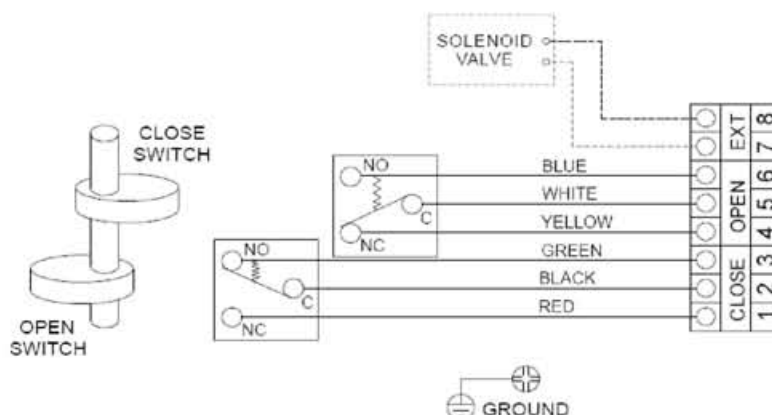 SOLENOID
VALVE
CLOSE
SWITCH
OPEN
SWITCH
NO
C
NC
NO
C
NC
BLUE
WHITE
YELLOW
GREEN
BLACK
RED
EXT
OPEN
CLOSE
8
7
6
5
4
3
2
1
GROUND